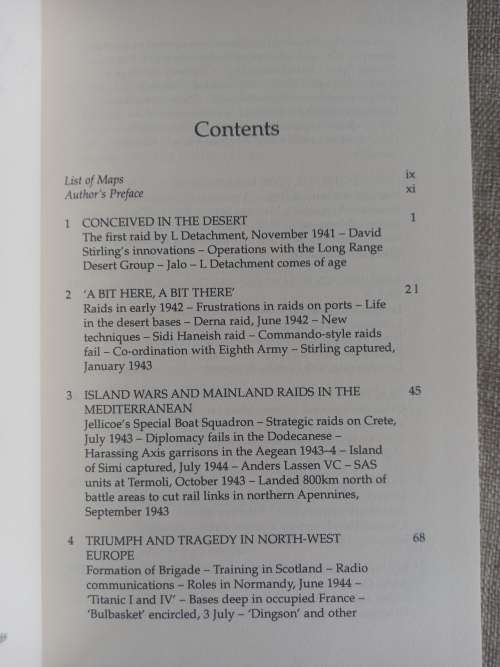 Contents
List of Maps ix
Author's Preface xi
1 CONCEIVED IN THE DESERT 1
The first raid by L Detachment, November 1941 – David
Stirling's innovations – Operations with the Long Range
Desert Group – Jalo – L Detachment comes of age
2 'A BIT HERE, A BIT THERE' 21
Raids in early 1942 – Frustrations in raids on ports – Life
in the desert bases – Derna raid, June 1942 – New
techniques – Sidi Haneish raid – Commando-style raids
fail – Co-ordination with Eighth Army – Stirling captured,
January 1943
3 ISLAND WARS AND MAINLAND RAIDS IN THE 45
MEDITERRANEAN
Jellicoe's Special Boat Squadron – Strategic raids on Crete,
July 1943 – Diplomacy fails in the Dodecanese –
Harassing Axis garrisons in the Aegean 1943–4 – Island
of Simi captured, July 1944 – Anders Lassen VC – SAS
units at Termoli, October 1943 – Landed 800km north of
battle areas to cut rail links in northern Apennines,
September 1943
4 TRIUMPH AND TRAGEDY IN NORTH-WEST 68
EUROPE
Formation of Brigade – Training in Scotland – Radio
communications – Roles in Normandy, June 1944 –
'Titanic I and IV' – Bases deep in occupied France –
'Bulbasket' encircled, 3 July – 'Dingson' and other